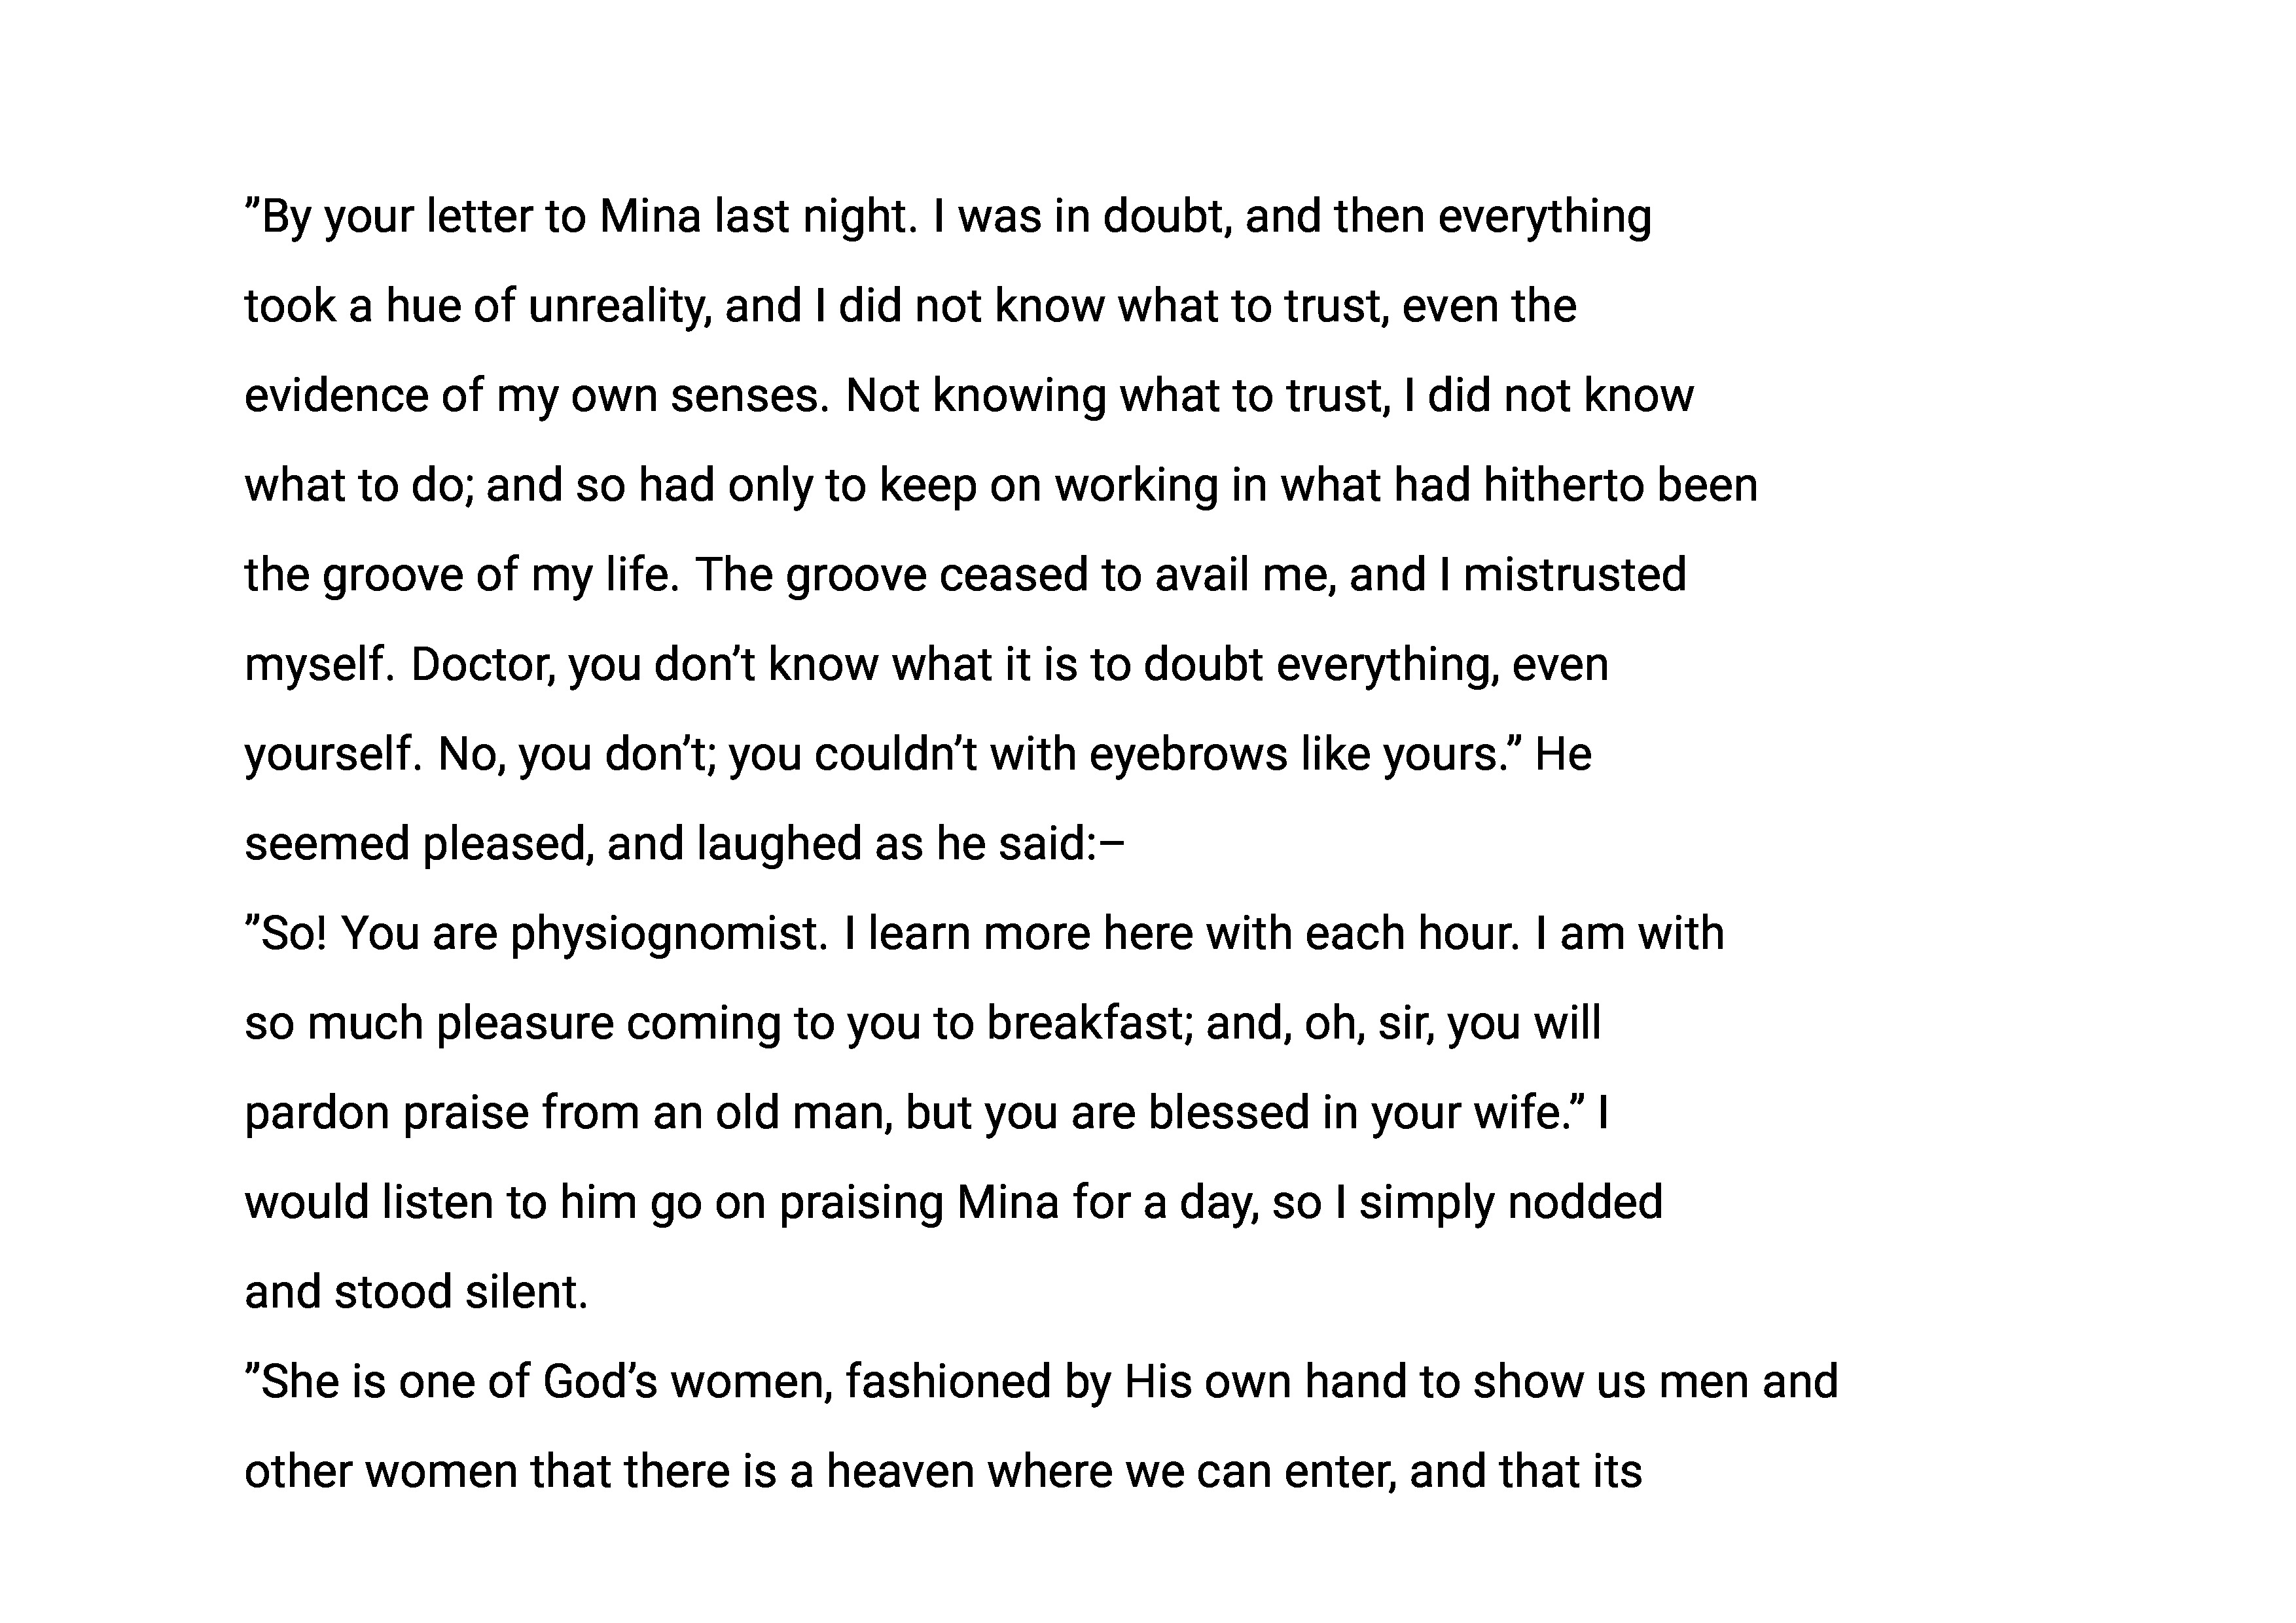 ”By your letter to Mina last night. I was in doubt, and then everything
took a hue of unreality, and I did not know what to trust, even the
evidence of my own senses. Not knowing what to trust, I did not know
what to do; and so had only to keep on working in what had hitherto been
the groove of my life. The groove ceased to avail me, and I mistrusted
myself. Doctor, you don’t know what it is to doubt everything, even
yourself. No, you don’t; you couldn’t with eyebrows like yours.” He
seemed pleased, and laughed as he said:–
”So! You are physiognomist. I learn more here with each hour. I am with
so much pleasure coming to you to breakfast; and, oh, sir, you will
pardon praise from an old man, but you are blessed in your wife.” I
would listen to him go on praising Mina for a day, so I simply nodded
and stood silent.
”She is one of God’s women, fashioned by His own hand to show us men and
other women that there is a heaven where we can enter, and that its